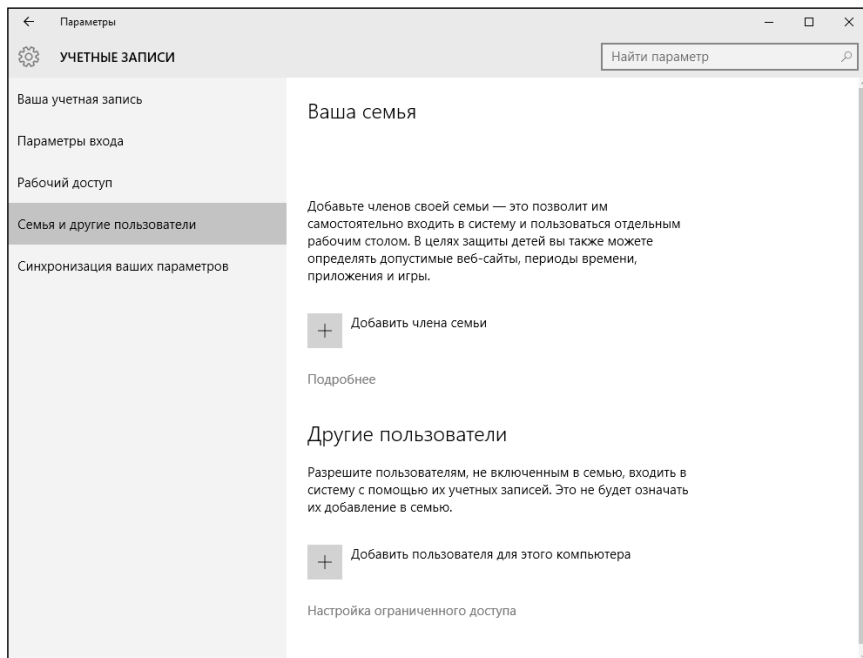 Параметры
УЧЕТНЫЕ ЗАПИСИ
Найти параметр
Ваша учетная запись
Параметры входа
Рабочий доступ
Семья и другие пользователи
Синхронизация ваших параметров
Ваша семья
Добавьте членов своей семьи — это позволит им
самостоятельно входить в систему и пользоваться отдельным
рабочим столом. В целях защиты детей вы также можете
определять допустимые веб-сайты, периоды времени,
приложения и игры.
Добавить члена семьи
Подробнее
Другие пользователи
Разрешите пользователям, не включенным в семью, входить в
систему с помощью их учетных записей. Это не будет означать
их добавление в семью.
Добавить пользователя для этого компьютера
Настройка ограниченного доступа